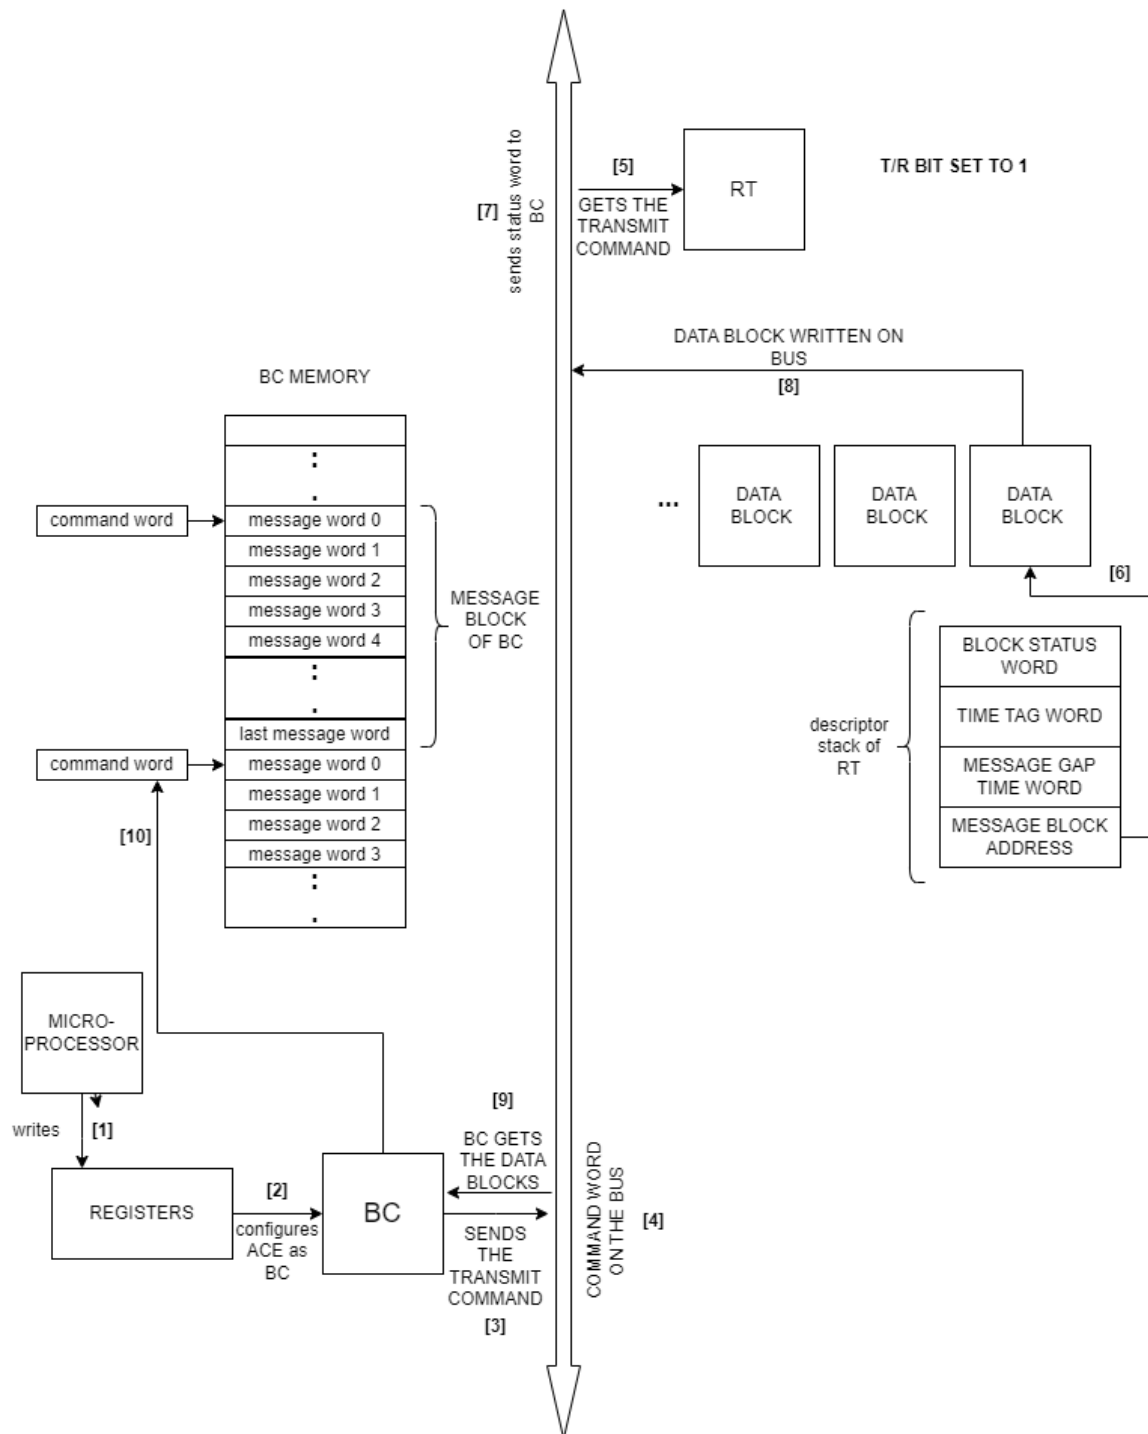 sends status word to
BC
[7]
[5]
GETS THE
TRANSMIT
COMMAND
RT
T/R BIT SET TO 1
DATA BLOCK WRITTEN ON
BUS
[8]
BC MEMORY
:
.
command word
message word 0
message word 1
message word 2
message word 3
message word 4
:
.
last message word
MESSAGE
BLOCK
OF BC
command word
message word 0
message word 1
message word 2
message word 3
:
.
[10]
...
DATA
BLOCK
DATA
BLOCK
DATA
BLOCK
[6]
descriptor
stack of
RT
BLOCK STATUS
WORD
TIME TAG WORD
MESSAGE GAP
TIME WORD
MESSAGE BLOCK
ADDRESS
MICRO-
PROCESSOR
writes
[1]
REGISTERS
[2]
configures
ACE as
BC
BC
[9]
BC GETS
THE DATA
BLOCKS
SENDS
THE
TRANSMIT
COMMAND
[3]
COMMAND WORD
ON THE BUS
[4]